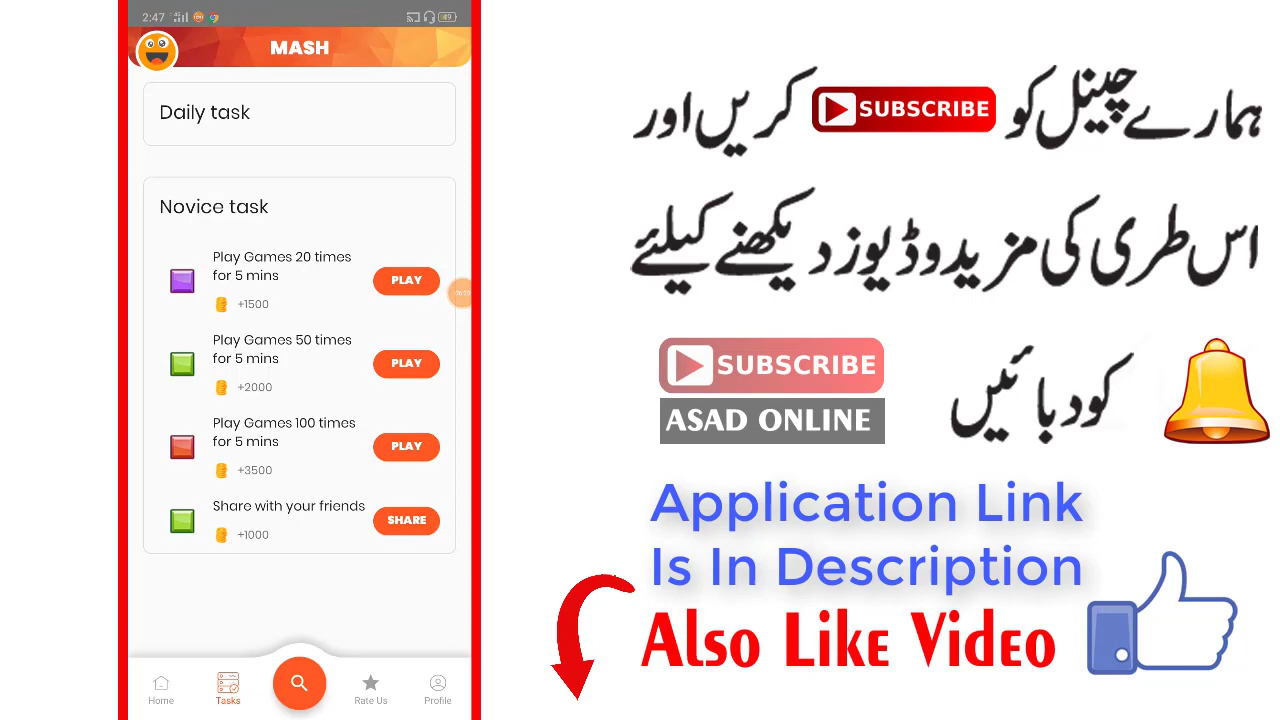 2:47
49
MASH
Daily task
Novice task
Play Games 20 times
for 5 mins
+1500
PLAY
Play Games 50 times
for 5 mins
+2000
PLAY
Play Games 100 times
for 5 mins
+3500
PLAY
Share with your friends
+1000
SHARE
Home
Tasks
Rate Us
Profile
ہمارے چینل کو SUBSCRIBE کریں اور
اس طری کی مزید وڈیوز دیکھنے کیلئے
SUBSCRIBE کو دبائیں
ASAD ONLINE
Application Link
Is In Description
Also Like Video